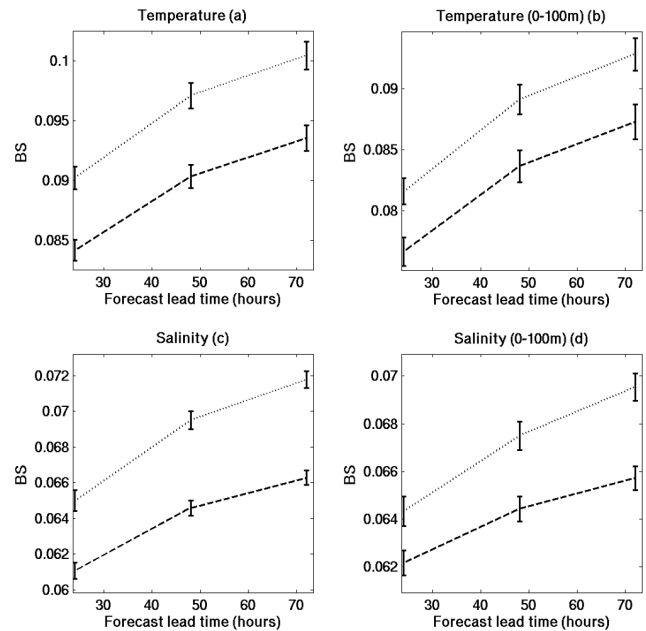 Temperature (a)
BS
0.1
0.095
0.09
0.085
30 40 50 60 70
Forecast lead time (hours)
Temperature (0-100m) (b)
BS
0.09
0.085
0.08
30 40 50 60 70
Forecast lead time (hours)
Salinity (c)
BS
0.072
0.07
0.068
0.066
0.064
0.062
0.06
30 40 50 60 70
Forecast lead time (hours)
Salinity (0-100m) (d)
BS
0.07
0.068
0.066
0.064
0.062
30 40 50 60 70
Forecast lead time (hours)